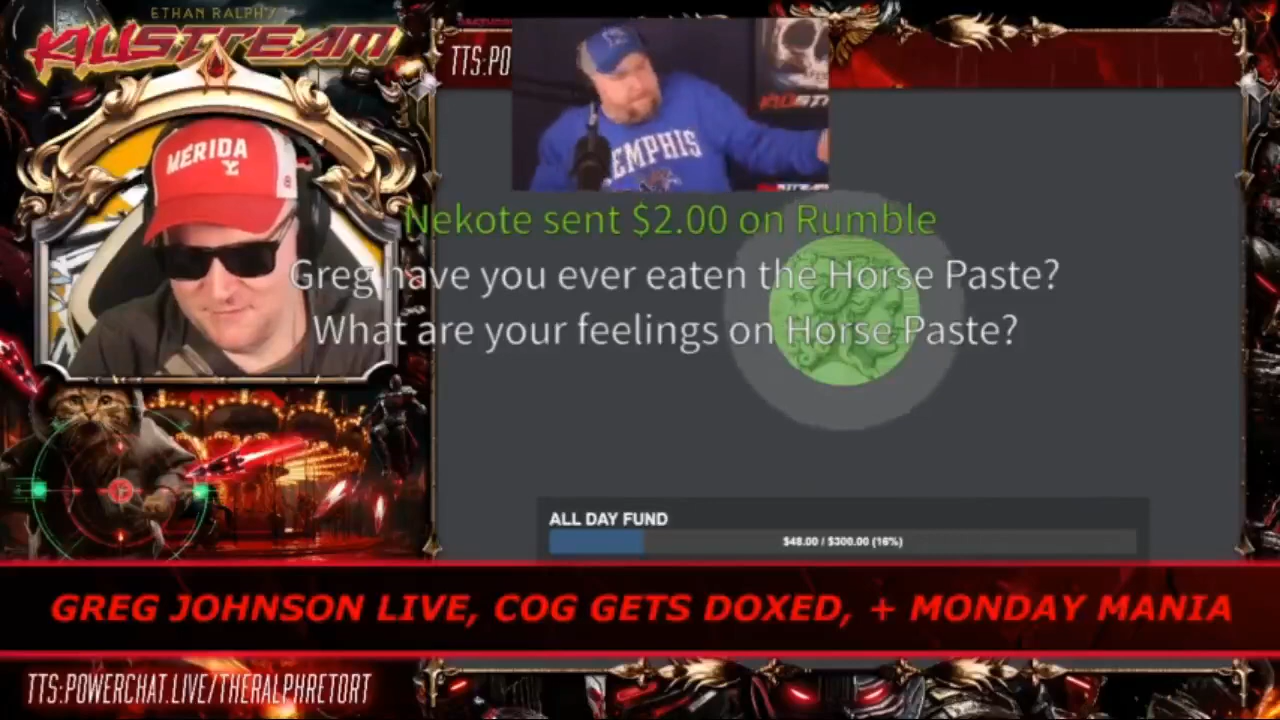 ETHAN RALPH'S
KILLSTREAM
TTS:PO
MERIDA
Y
MEMPHIS
Nekote sent $2.00 on Rumble
Greg have you ever eaten the Horse Paste?
What are your feelings on Horse Paste?
ALL DAY FUND
$48.00 / $300.00 (16%)
GREG JOHNSON LIVE, COG GETS DOXED, + MONDAY MANIA
TTS:POWERCHAT.LIVE/THERALPHRETORT